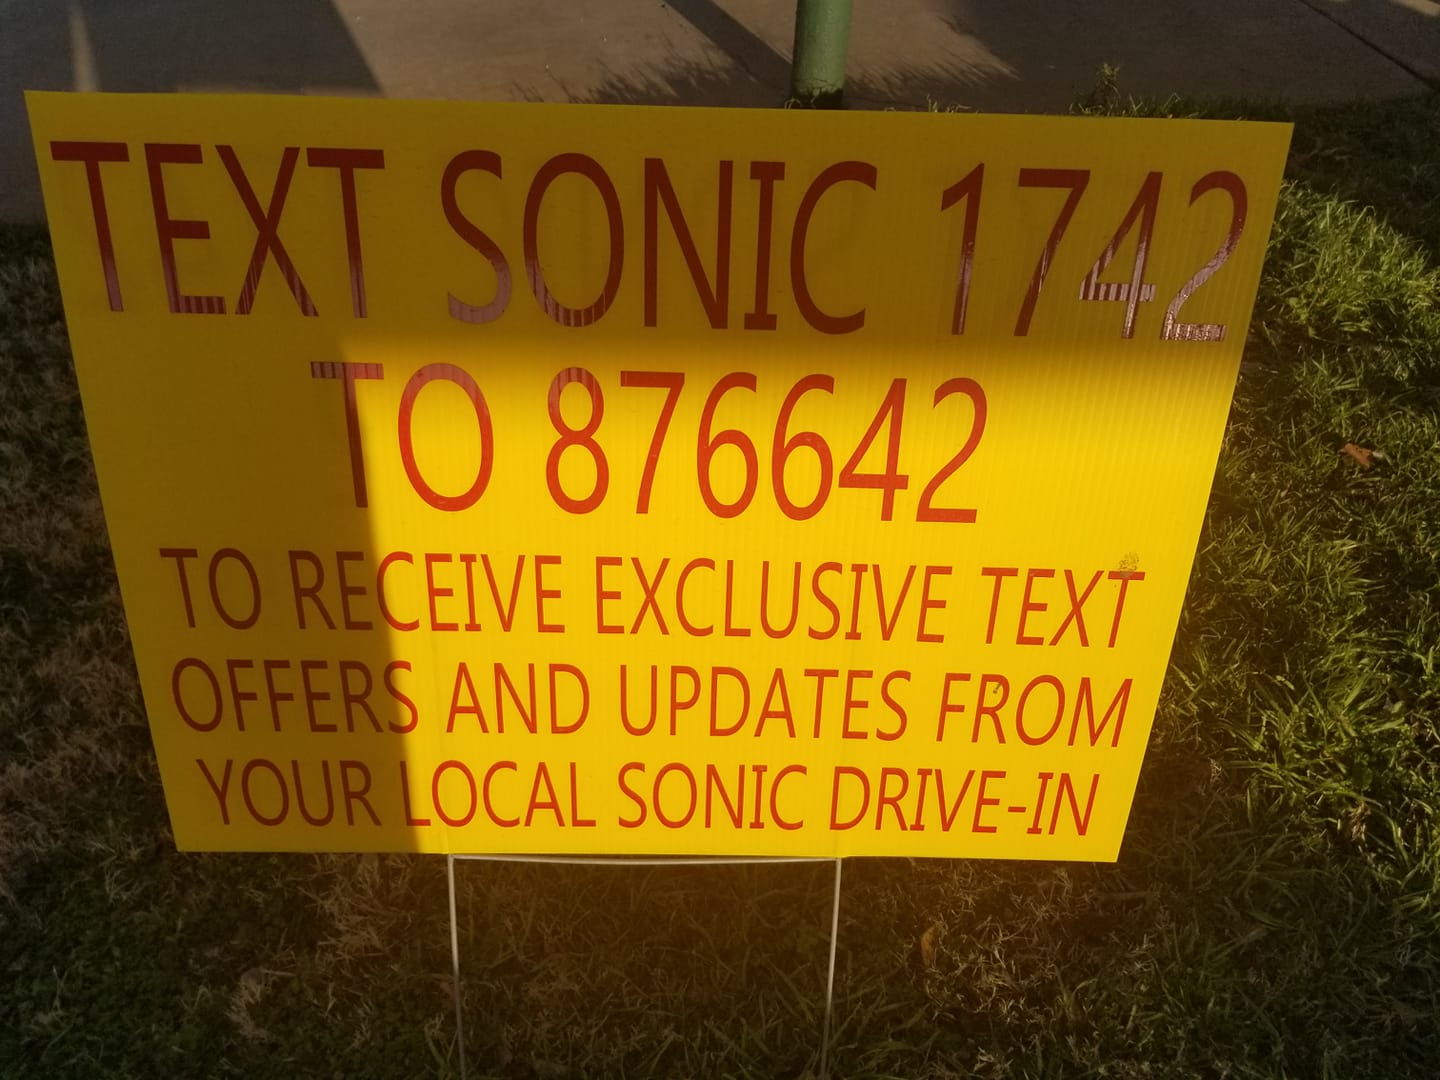 TEXT SONIC 1742
TO 876642
TO RECEIVE EXCLUSIVE TEXT
OFFERS AND UPDATES FROM
YOUR LOCAL SONIC DRIVE-IN